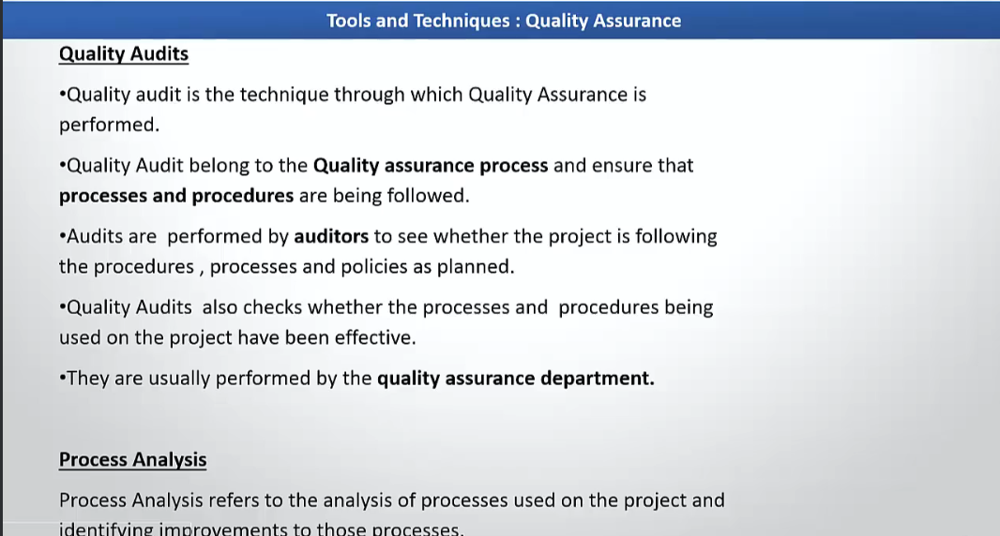 Tools and Techniques : Quality Assurance
Quality Audits
•Quality audit is the technique through which Quality Assurance is
performed.
•Quality Audit belong to the Quality assurance process and ensure that
processes and procedures are being followed.
•Audits are  performed by auditors to see whether the project is following
the procedures , processes and policies as planned.
•Quality Audits  also checks whether the processes and  procedures being
used on the project have been effective.
•They are usually performed by the quality assurance department.
Process Analysis
Process Analysis refers to the analysis of processes used on the project and
identifying improvements to those processes.